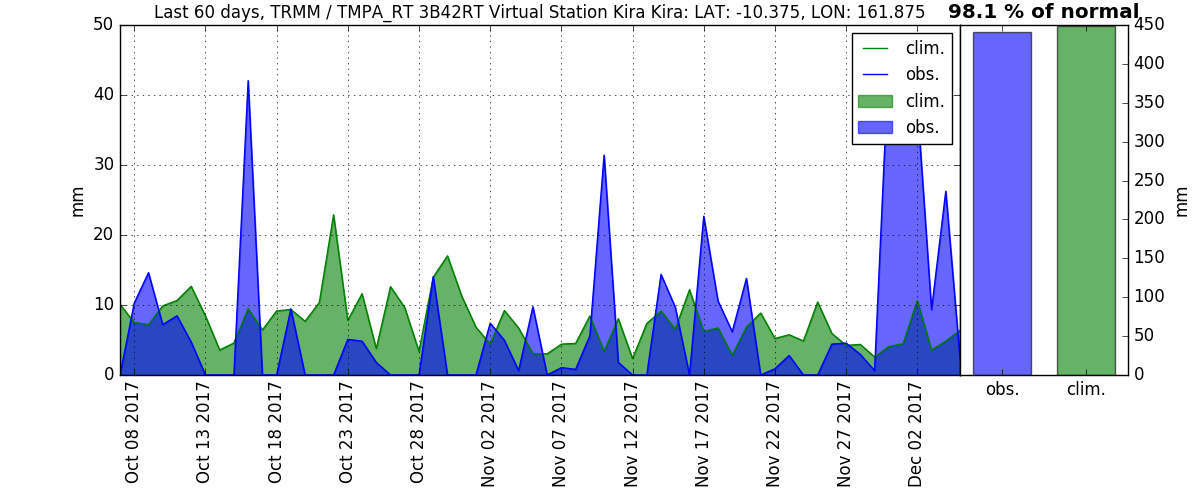 Last 60 days, TRMM / TMPA_RT 3B42RT Virtual Station Kira Kira: LAT: -10.375, LON: 161.875
98.1 % of normal
50
40
30
20
10
0
mm
clim.
obs.
clim.
obs.
450
400
350
300
250
200
150
100
50
0
mm
obs.
clim.
Oct 08 2017
Oct 13 2017
Oct 18 2017
Oct 23 2017
Oct 28 2017
Nov 02 2017
Nov 07 2017
Nov 12 2017
Nov 17 2017
Nov 22 2017
Nov 27 2017
Dec 02 2017